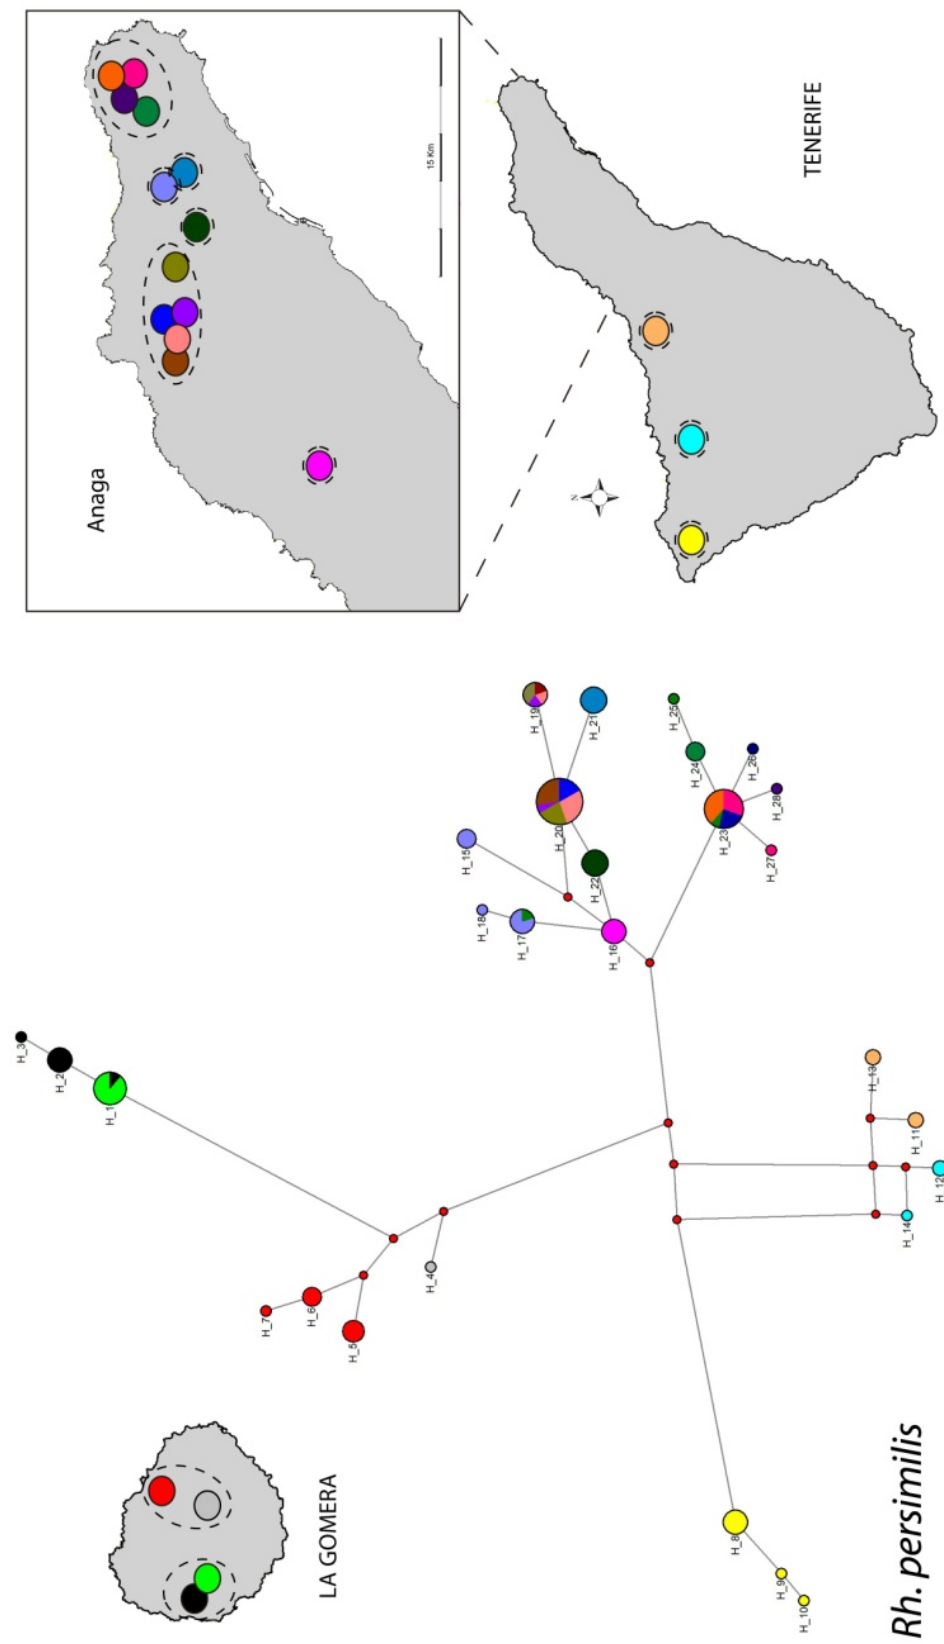 Anaga
15 Km
TENERIFE
N
LA GOMERA
H_3
H_2
H_1
H_7
H_6
H_5
H_4
H_19
H_21
H_20
H_15
H_22
H_18
H_17
H_16
H_25
H_24
H_26
H_28
H_23
H_27
H_13
H_11
H_12
H_14
H_8
H_9
H_10
Rh. persimilis